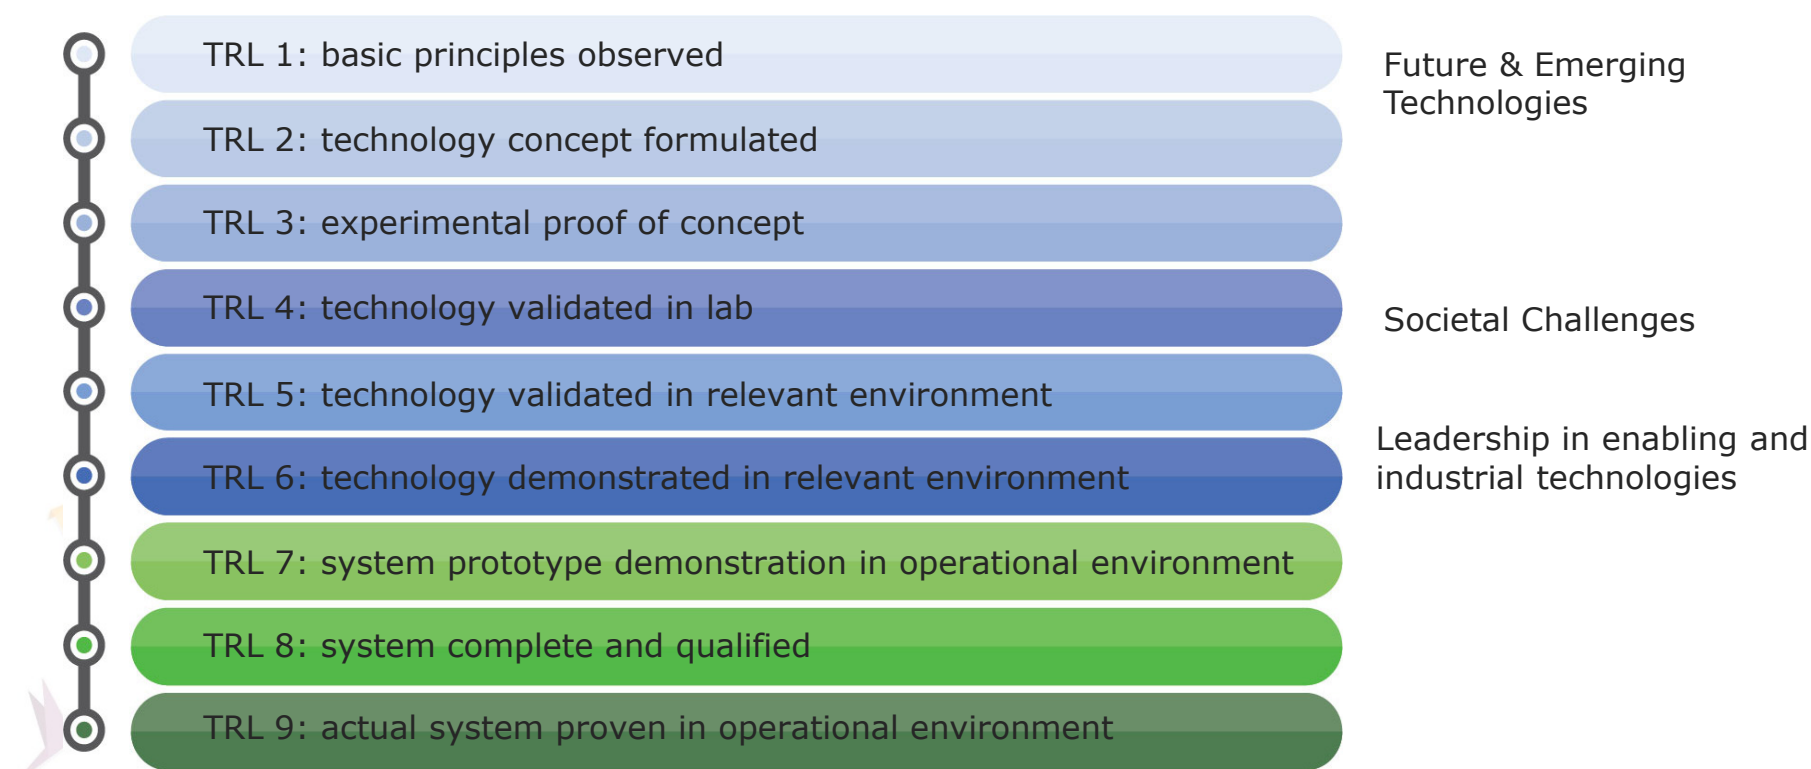 TRL 1: basic principles observed
TRL 2: technology concept formulated
TRL 3: experimental proof of concept
TRL 4: technology validated in lab
TRL 5: technology validated in relevant environment
TRL 6: technology demonstrated in relevant environment
TRL 7: system prototype demonstration in operational environment
TRL 8: system complete and qualified
TRL 9: actual system proven in operational environment
Future & Emerging
Technologies
Societal Challenges
Leadership in enabling and
industrial technologies